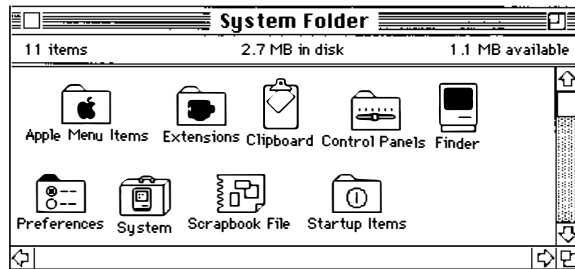 System Folder
11 items 2.7 MB in disk 1.1 MB available
Apple Menu Items Extensions Clipboard Control Panels Finder
Preferences System Scrapbook File Startup Items